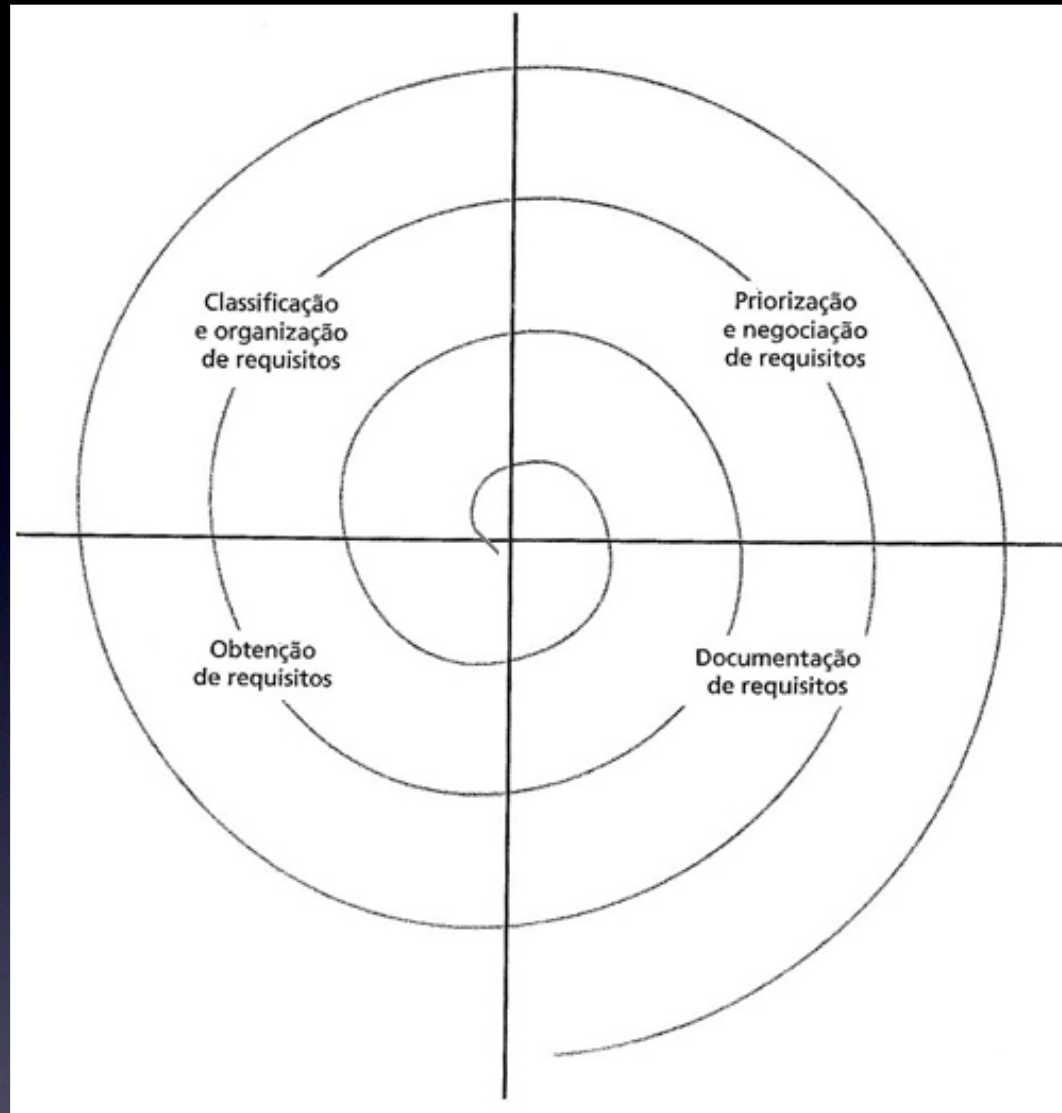 Classificação
e organização
de requisitos
Priorização
e negociação
de requisitos
Obtenção
de requisitos
Documentação
de requisitos